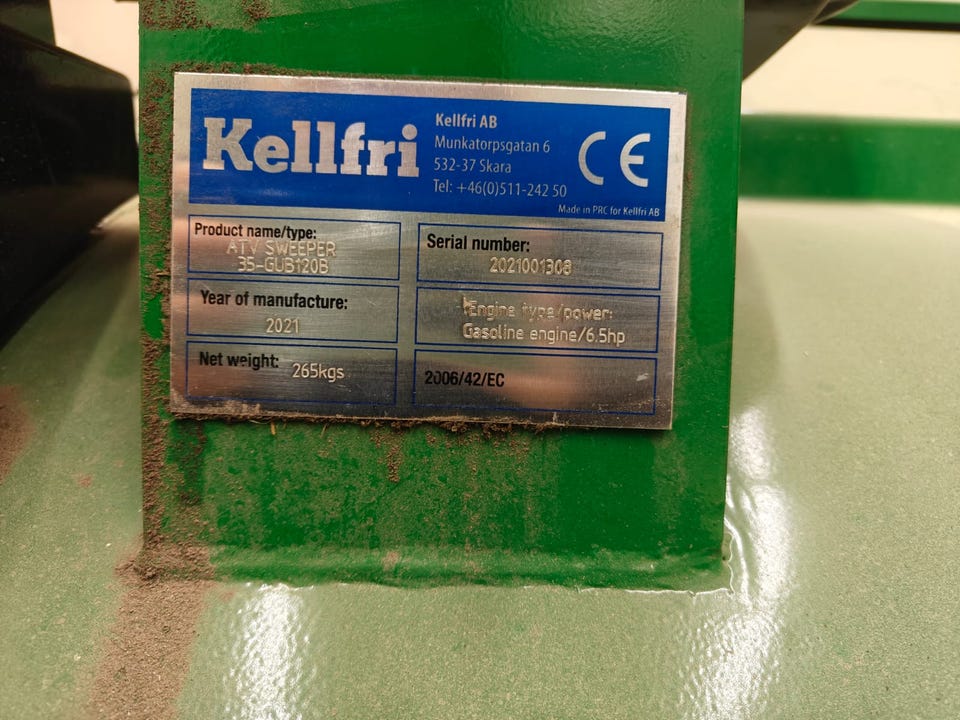 Kellfri
Kellfri AB
Munkatorpsgatan 6
532-37 Skara
Tel: +46(0)511-242 50
CE
Made in PRC for Kellfri AB
Product name/type:
ATV SWEEPER
35-GUB120B
Serial number:
2021001308
Year of manufacture:
2021
Engine type/power:
Gasoline engine/6.5hp
Net weight: 265kgs
2006/42/EC